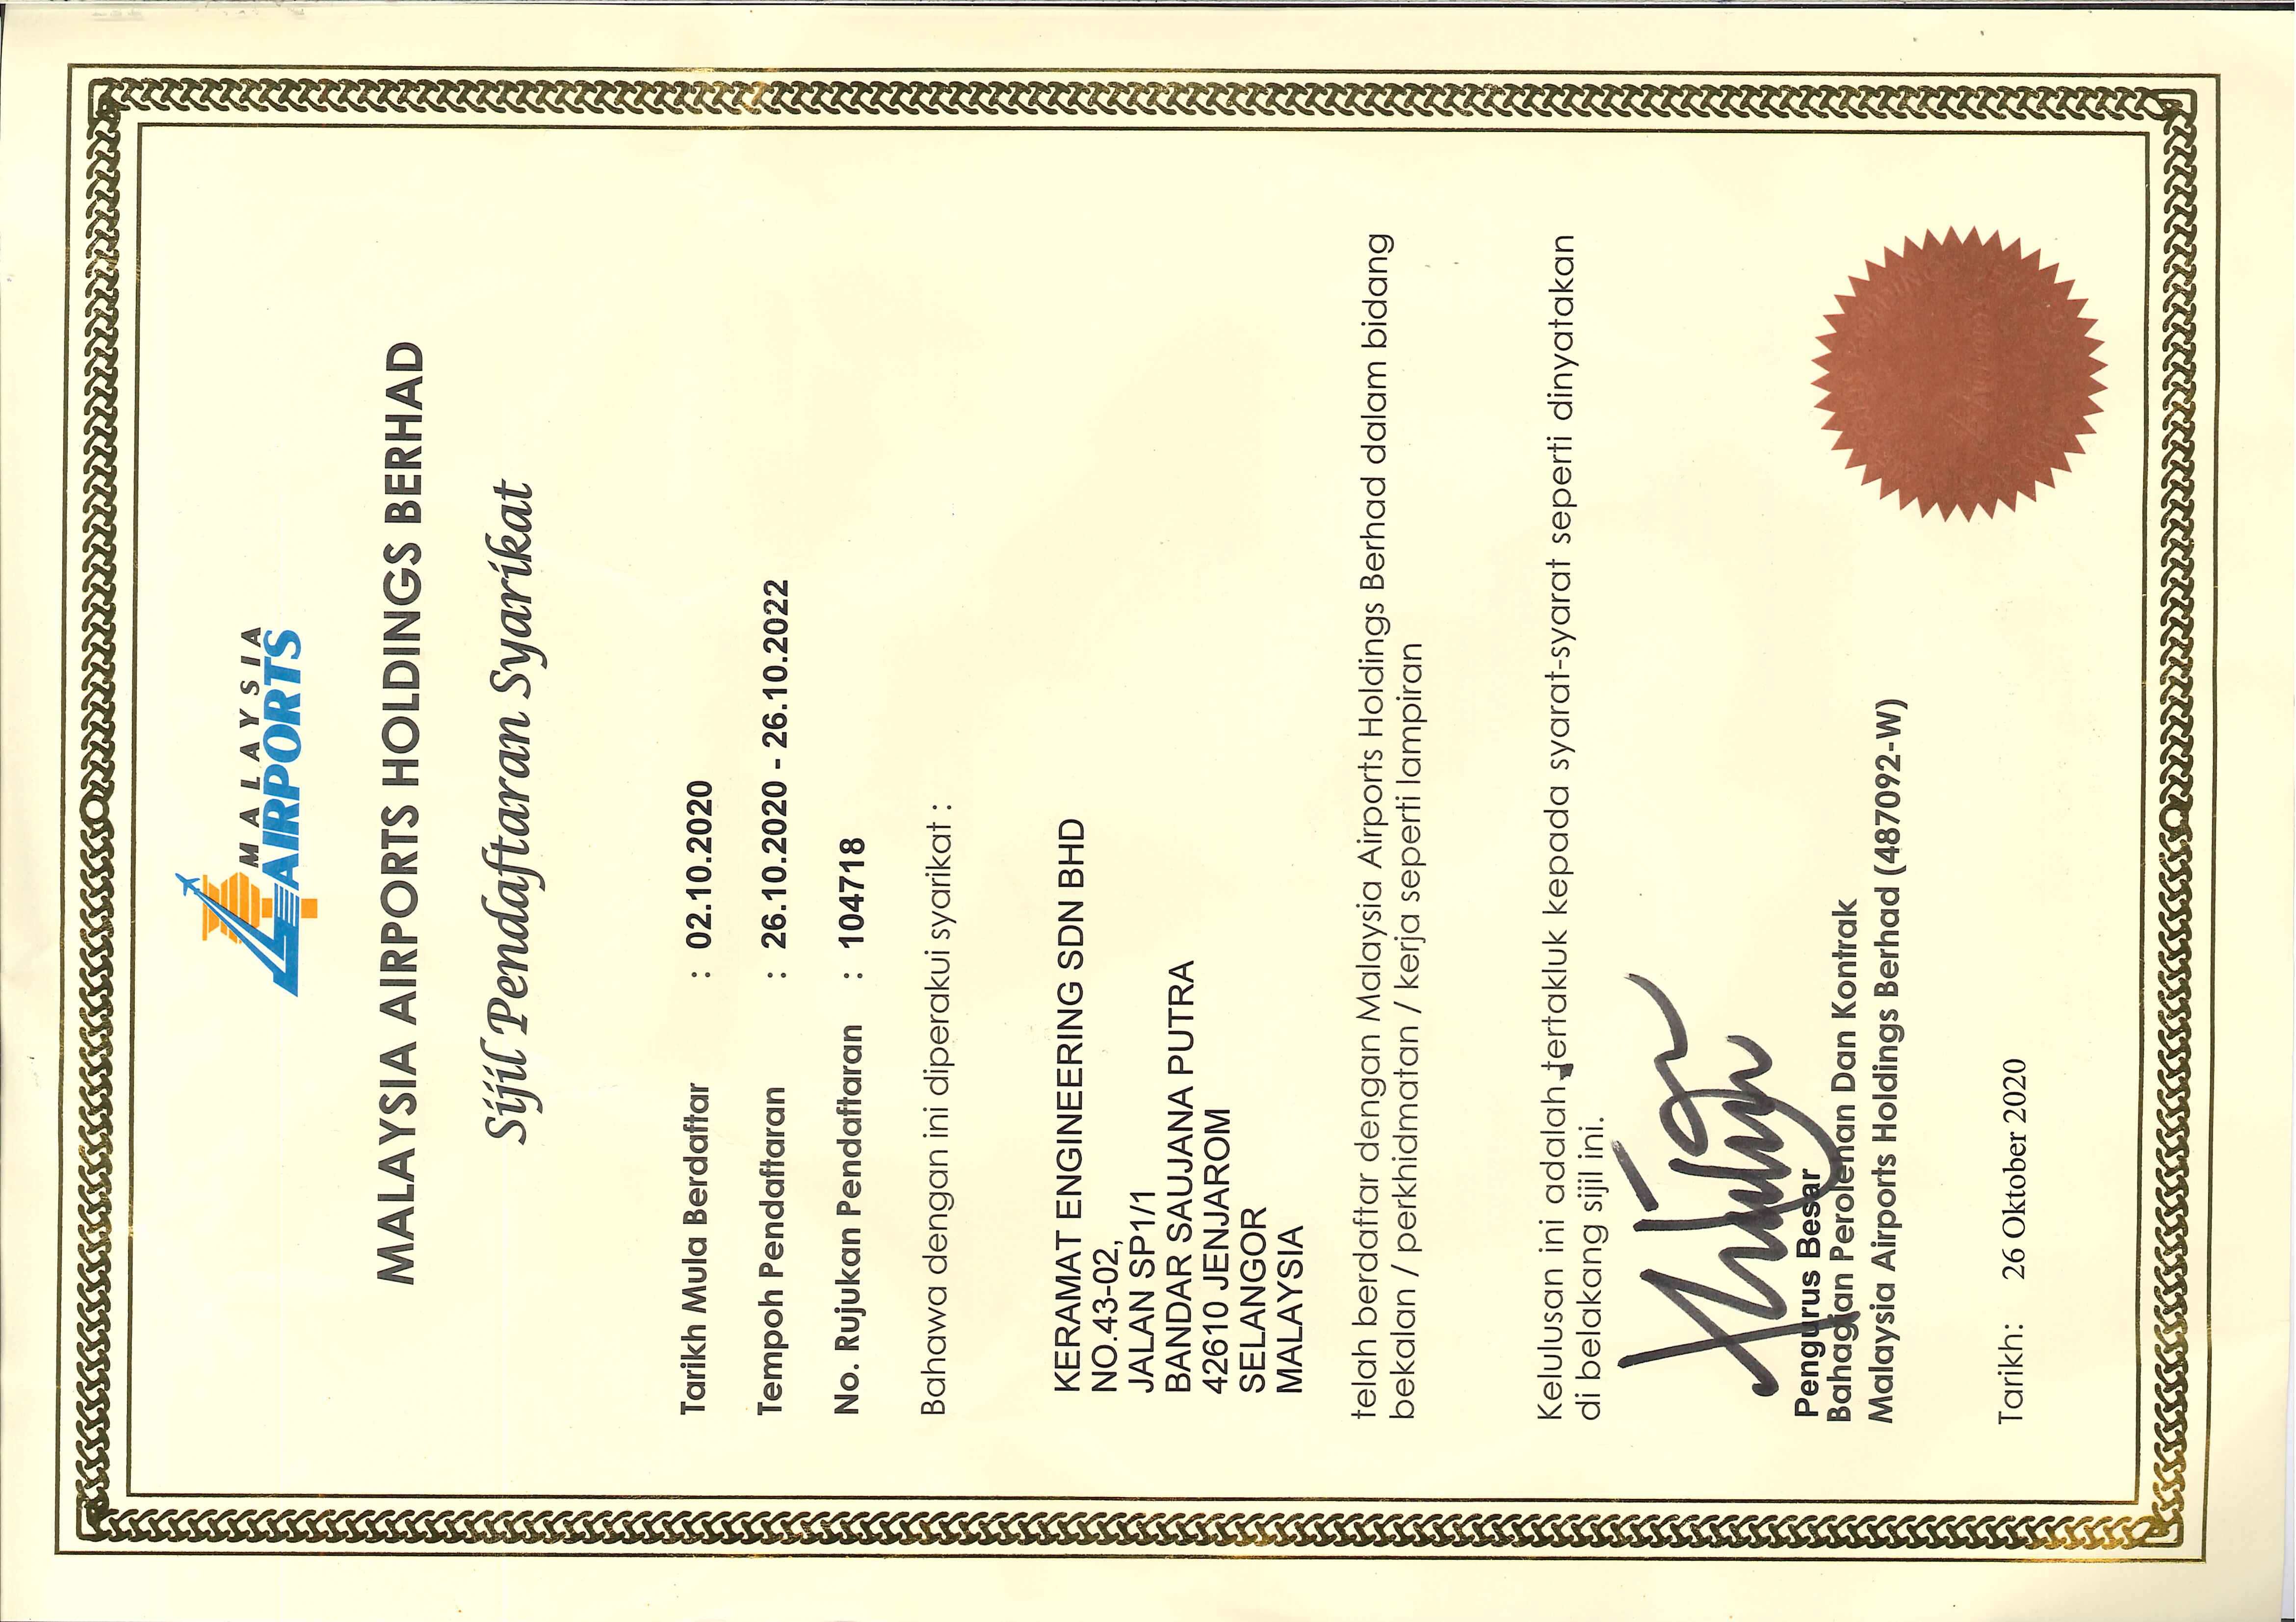 MALAYSIA
AIRPORTS
MALAYSIA AIRPORTS HOLDINGS BERHAD
Sijil Pendaftaran Syarikat
Tarikh Mula Berdaftar : 02.10.2020
Tempoh Pendaftaran : 26.10.2020 - 26.10.2022
No. Rujukan Pendaftaran : 104718
Bahawa dengan ini diperakui syarikat :
KERAMAT ENGINEERING SDN BHD
NO.43-02,
JALAN SP1/1
BANDAR SAUJANA PUTRA
42610 JENJAROM
SELANGOR
MALAYSIA
telah berdaftar dengan Malaysia Airports Holdings Berhad dalam bidang
bekalan / perkhidmatan / kerja seperti lampiran
Kelulusan ini adalah tertakluk kepada syarat-syarat seperti dinyatakan
di belakang sijil ini.
Pengurus Besar
Bahagian Perolehan Dan Kontrak
Malaysia Airports Holdings Berhad (487092-W)
Tarikh: 26 Oktober 2020